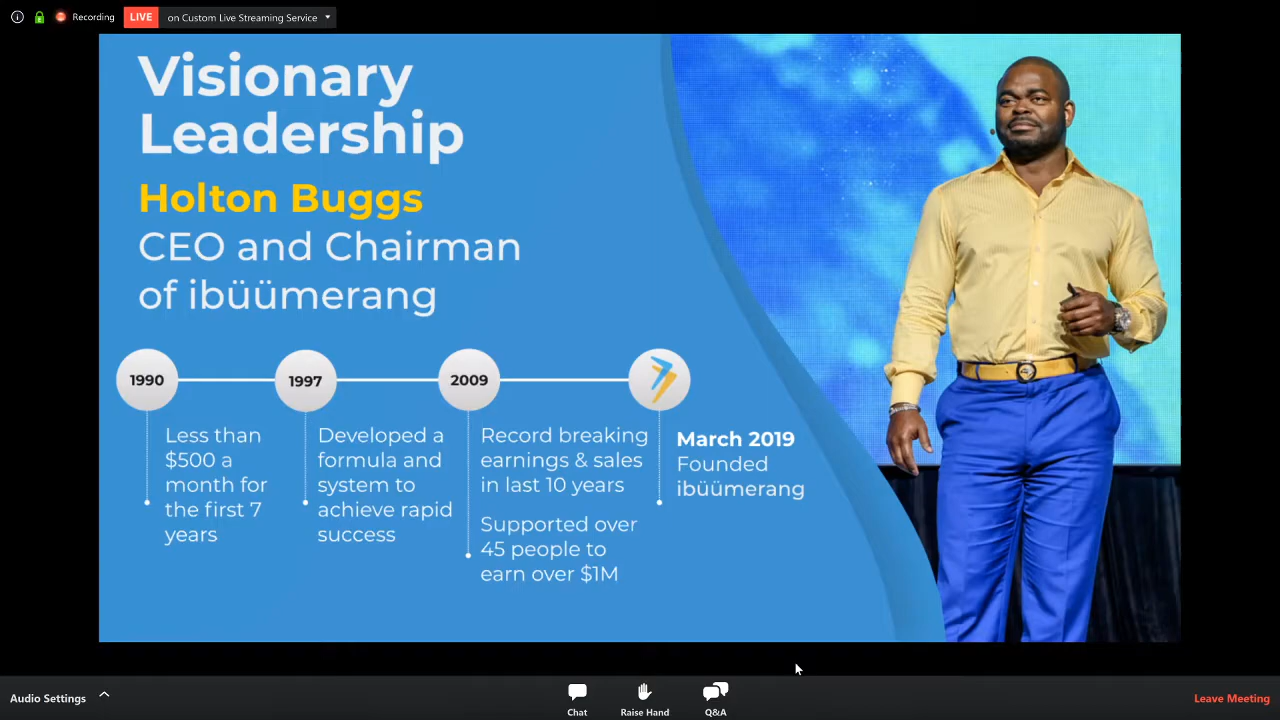 Recording
LIVE
on Custom Live Streaming Service
Visionary
Leadership
Holton Buggs
CEO and Chairman
of ibüümerang
1990
Less than
$500 a
month for
the first 7
years
1997
Developed a
formula and
system to
achieve rapid
success
2009
Record breaking
earnings & sales
in last 10 years
Supported over
45 people to
earn over $1M
March 2019
Founded
ibüümerang
Audio Settings
Chat
Raise Hand
Q&A
Leave Meeting